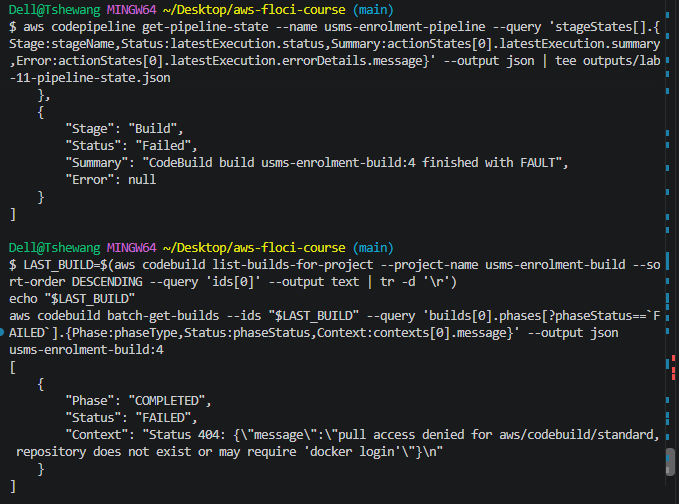 Dell@Tshewang MINGW64 ~/Desktop/aws-floci-course (main)
$ aws codepipeline get-pipeline-state --name usms-enrolment-pipeline --query 'stageStates[].{
Stage:stageName,Status:latestExecution.status,Summary:actionStates[0].latestExecution.summary
,Error:actionStates[0].latestExecution.errorDetails.message}' --output json | tee outputs/lab
-11-pipeline-state.json
    },
    {
        "Stage": "Build",
        "Status": "Failed",
        "Summary": "CodeBuild build usms-enrolment-build:4 finished with FAULT",
        "Error": null
    }
]
Dell@Tshewang MINGW64 ~/Desktop/aws-floci-course (main)
$ LAST_BUILD=$(aws codebuild list-builds-for-project --project-name usms-enrolment-build --so
rt-order DESCENDING --query 'ids[0]' --output text | tr -d '\r')
echo "$LAST_BUILD"
aws codebuild batch-get-builds --ids "$LAST_BUILD" --query 'builds[0].phases[?phaseStatus==`F
AILED`].{Phase:phaseType,Status:phaseStatus,Context:contexts[0].message}' --output json
usms-enrolment-build:4
[
    {
        "Phase": "COMPLETED",
        "Status": "FAILED",
        "Context": "Status 404: {\"message\":\"pull access denied for aws/codebuild/standard,
 repository does not exist or may require 'docker login'\"}\n"
    }
]